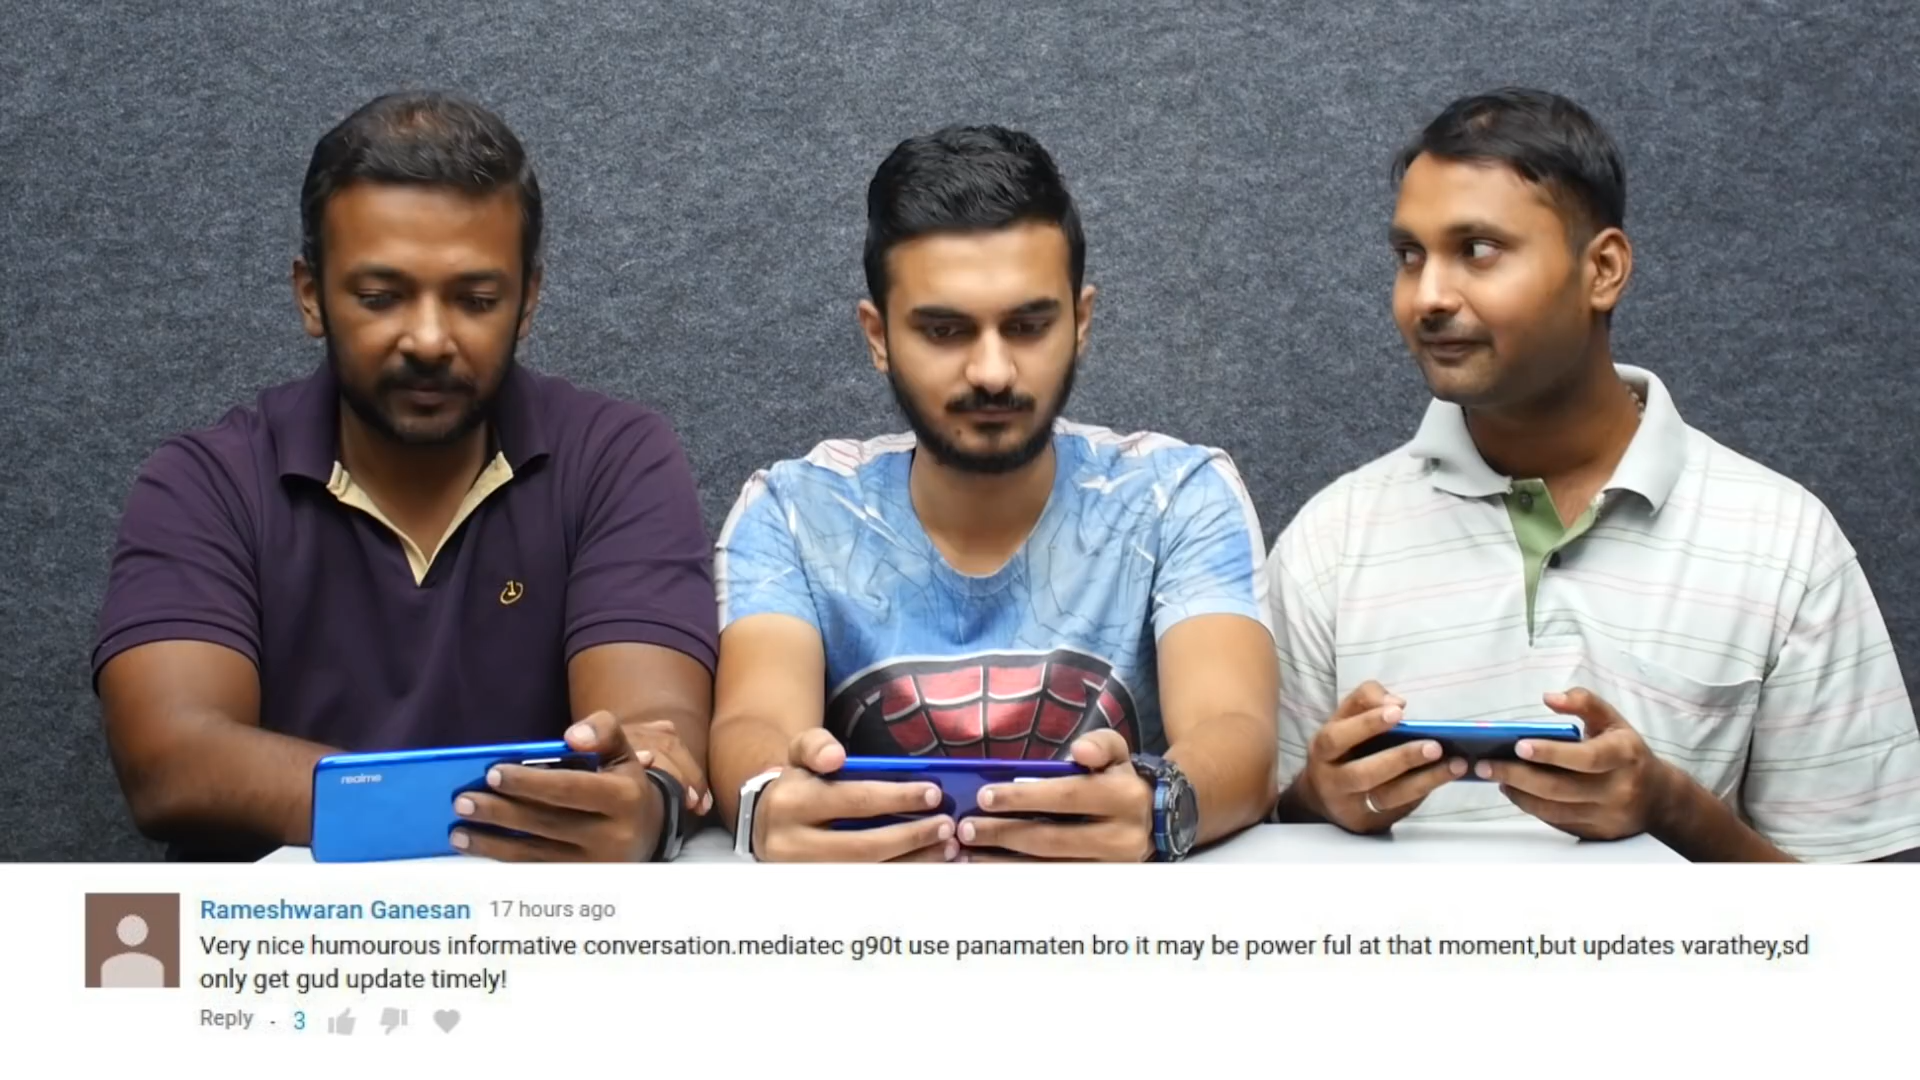 realme
Rameshwaran Ganesan 17 hours ago
Very nice humourous informative conversation.mediatec g90t use panamaten bro it may be power ful at that moment,but updates varathey,sd
only get gud update timely!
Reply . 3